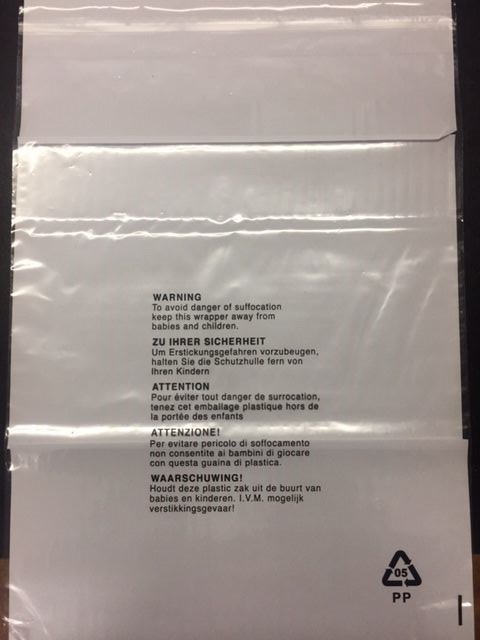 WARNING
To avoid danger of suffocation
keep this wrapper away from
babies and children.
ZU IHRER SICHERHEIT
Um Erstickungsgefahren vorzubeugen,
halten Sie die Schutzhulle fern von
Ihren Kindern
ATTENTION
Pour éviter tout danger de surrocation,
tenez cet emballage plastique hors de
la portée des enfants
ATTENZIONE!
Per evitare pericolo di soffocamento
non consentite ai bambini di giocare
con questa guaina di plastica.
WAARSCHUWING!
Houdt deze plastic zak uit de buurt van
babies en kinderen. I.V.M. mogelijk
verstikkingsgevaar!
05
PP